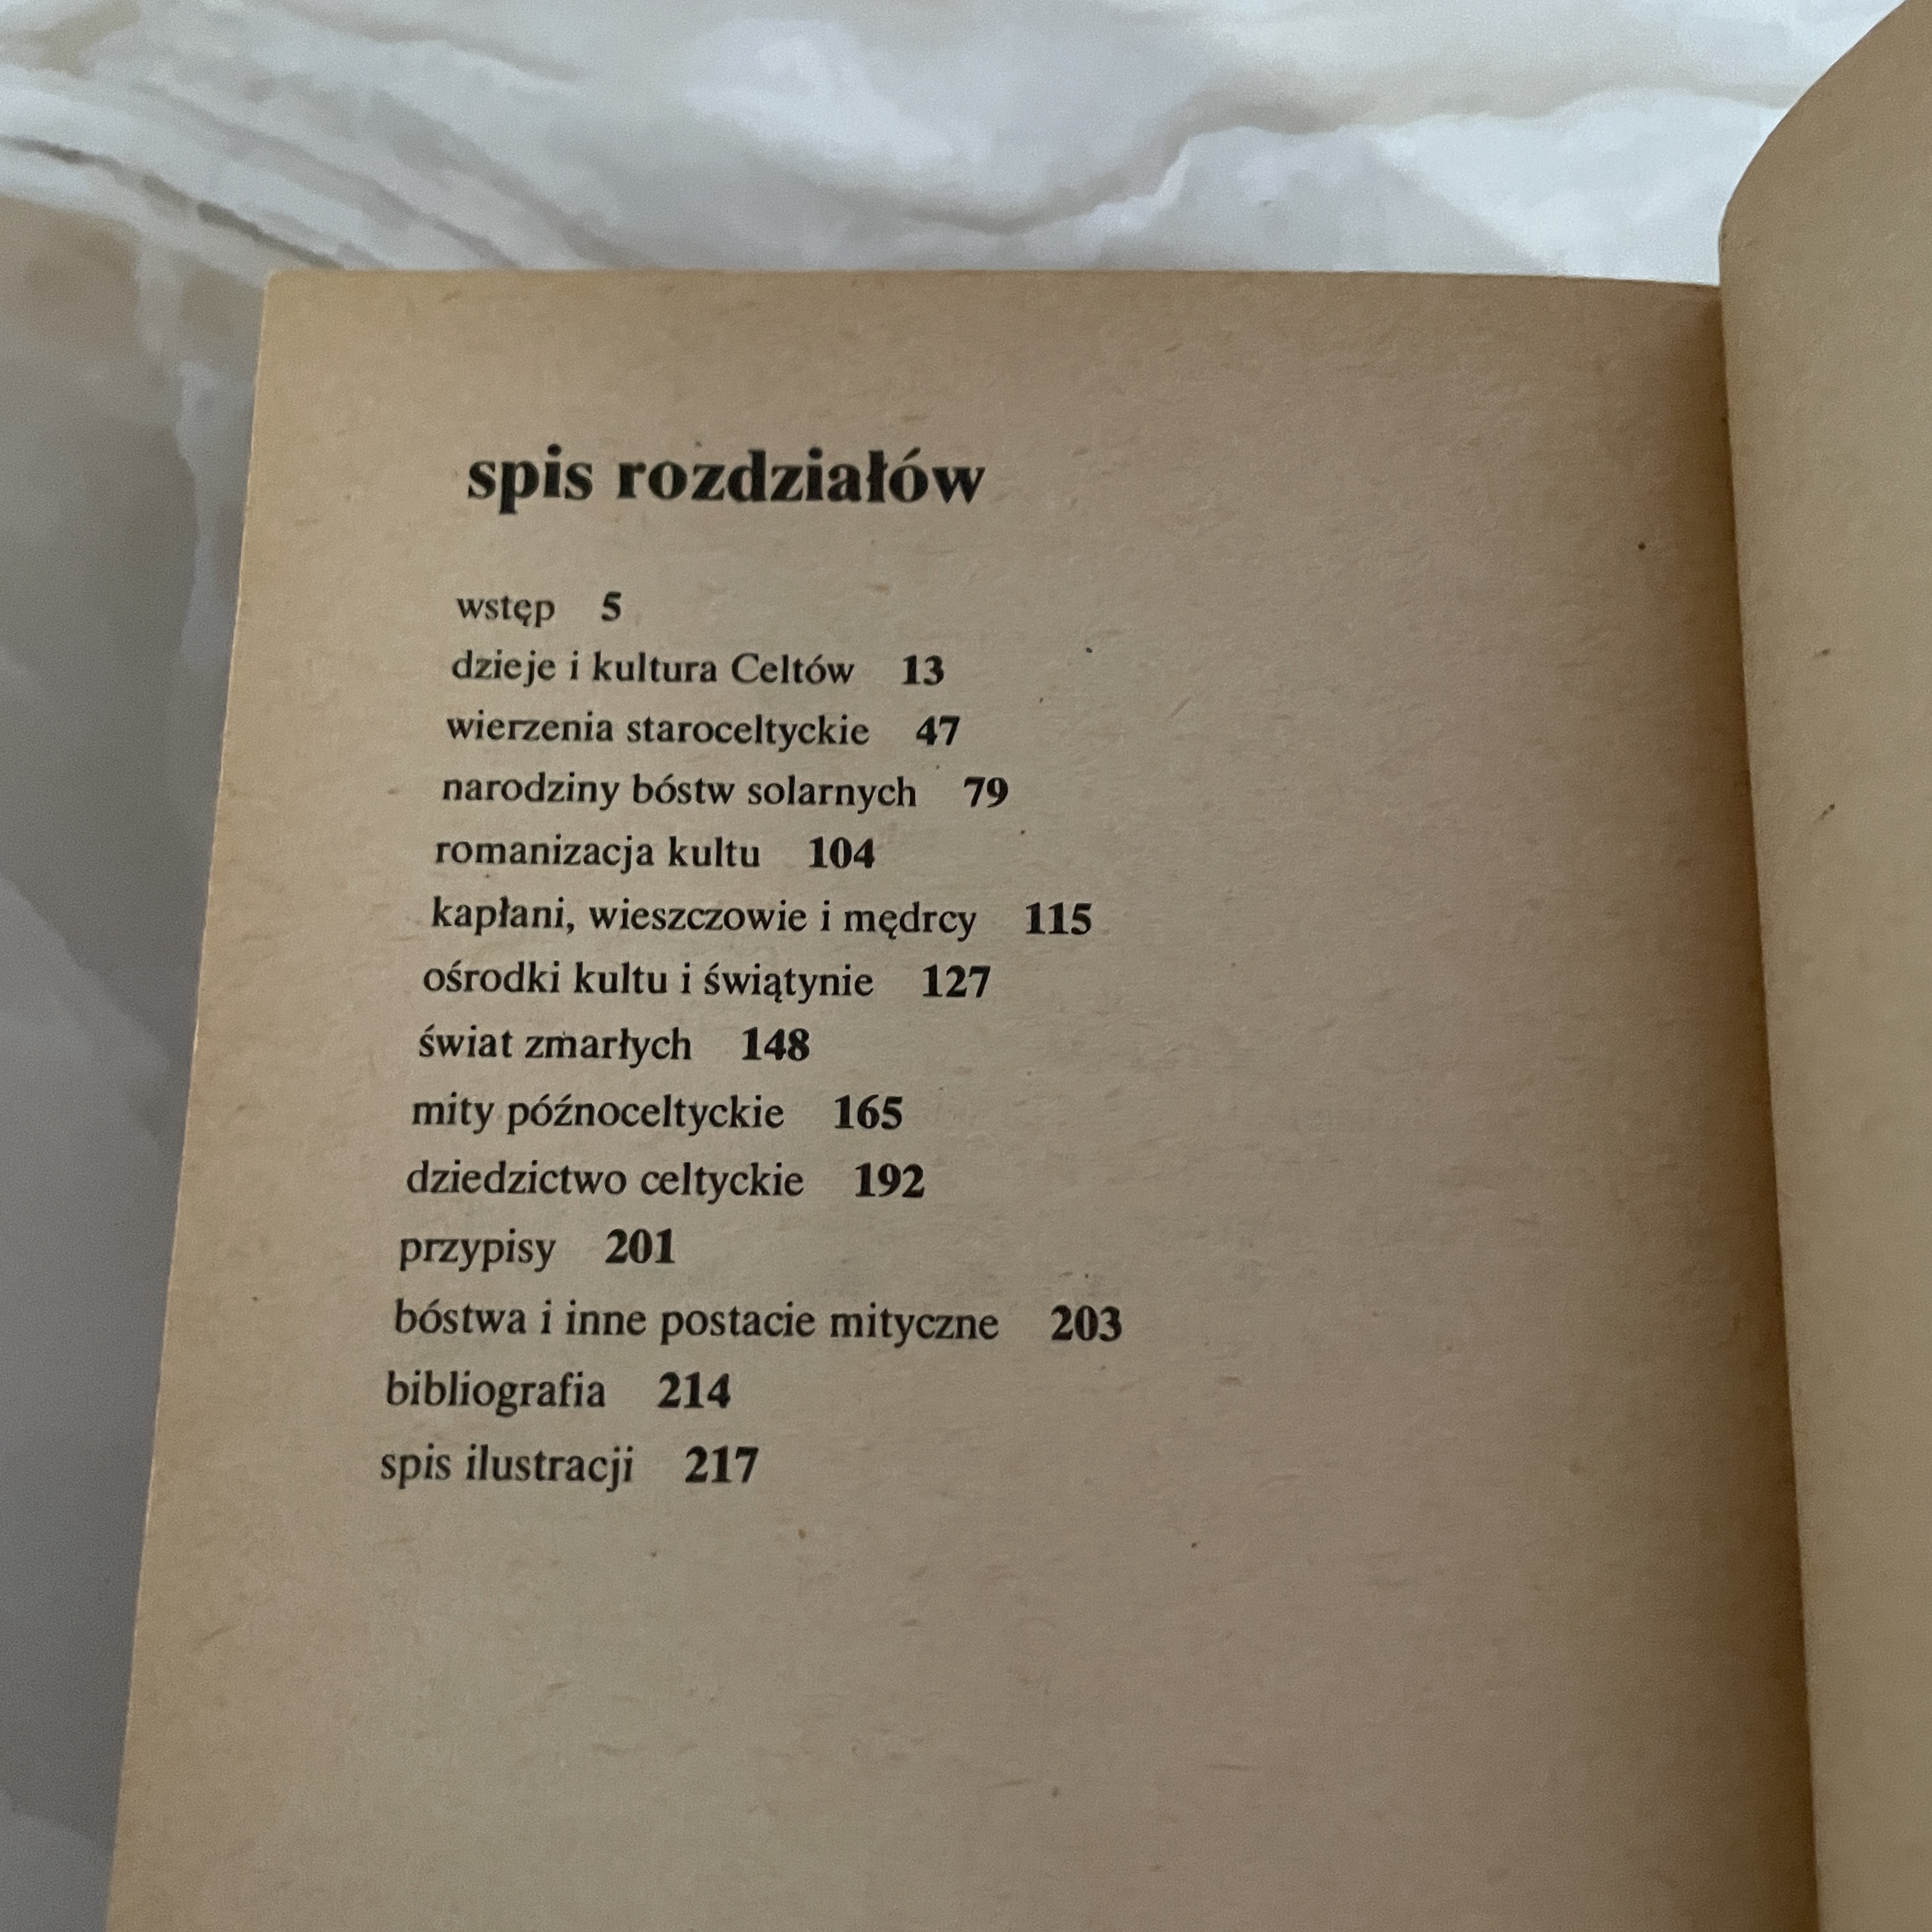 spis rozdziałów
wstęp 5
dzieje i kultura Celtów 13
wierzenia staroceltyckie 47
narodziny bóstw solarnych 79
romanizacja kultu 104
kapłani, wieszczowie i mędrcy 115
ośrodki kultu i świątynie 127
świat zmarłych 148
mity późnoceltyckie 165
dziedzictwo celtyckie 192
przypisy 201
bóstwa i inne postacie mityczne 203
bibliografia 214
spis ilustracji 217